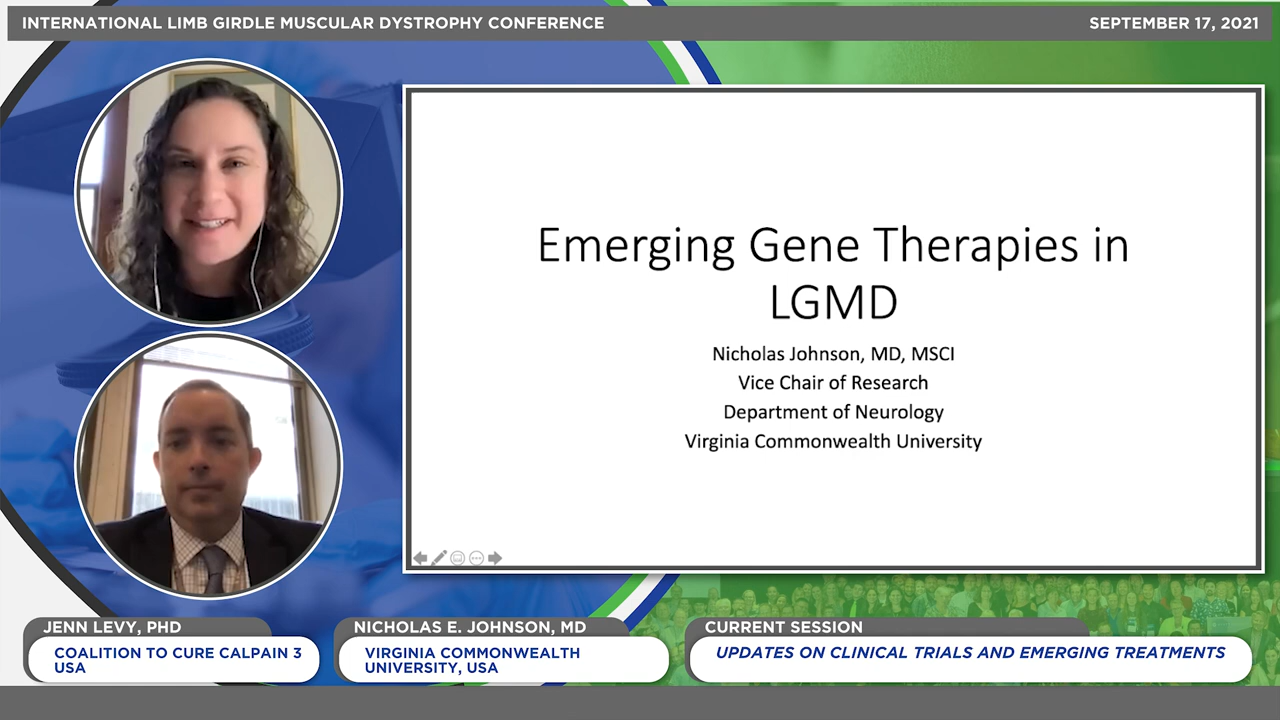 INTERNATIONAL LIMB GIRDLE MUSCULAR DYSTROPHY CONFERENCE
SEPTEMBER 17, 2021
Emerging Gene Therapies in
LGMD
Nicholas Johnson, MD, MSCI
Vice Chair of Research
Department of Neurology
Virginia Commonwealth University
JENN LEVY, PHD
COALITION TO CURE CALPAIN 3
USA
NICHOLAS E. JOHNSON, MD
VIRGINIA COMMONWEALTH
UNIVERSITY, USA
CURRENT SESSION
UPDATES ON CLINICAL TRIALS AND EMERGING TREATMENTS